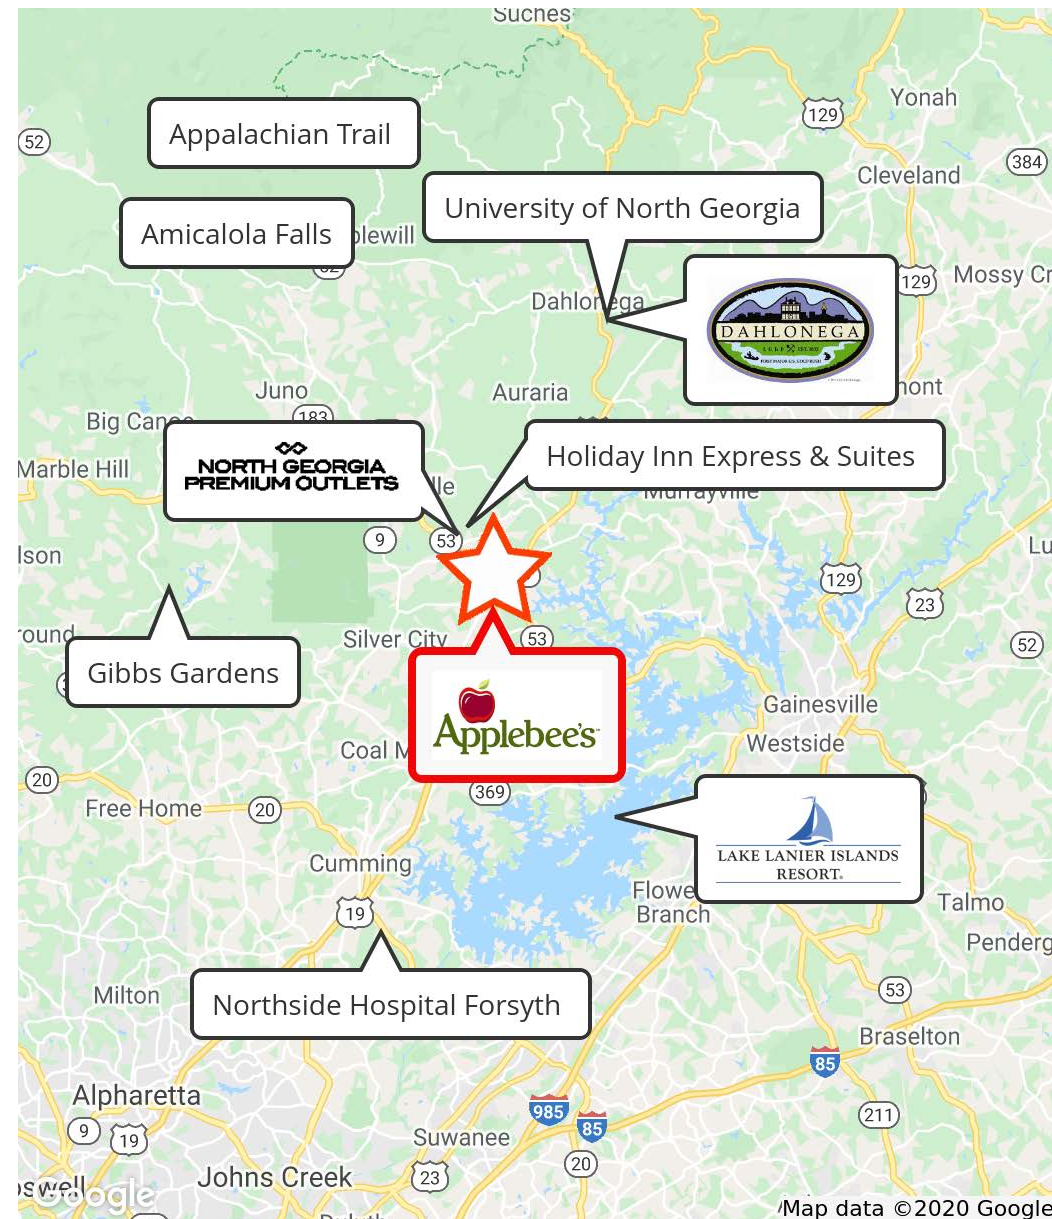 Suches
Yonah
129
Appalachian Trail
52
384
Cleveland
University of North Georgia
Amicalola Falls
Mossy Cr
129
Dahlonega
DAHLONEGA
Juno
Auraria
183
Big Canoe
NORTH GEORGIA
PREMIUM OUTLETS
Holiday Inn Express & Suites
Marble Hill
Murrayville
9
53
129
23
Silver City
53
52
Gibbs Gardens
Applebee's
Gainesville
Westside
20
369
Free Home
20
LAKE LANIER ISLANDS
RESORT
Cumming
19
Branch
Talmo
Northside Hospital Forsyth
Milton
53
Braselton
85
Alpharetta
985
85
211
9
19
Suwanee
20
Johns Creek
23
Google
Map data ©2020 Google